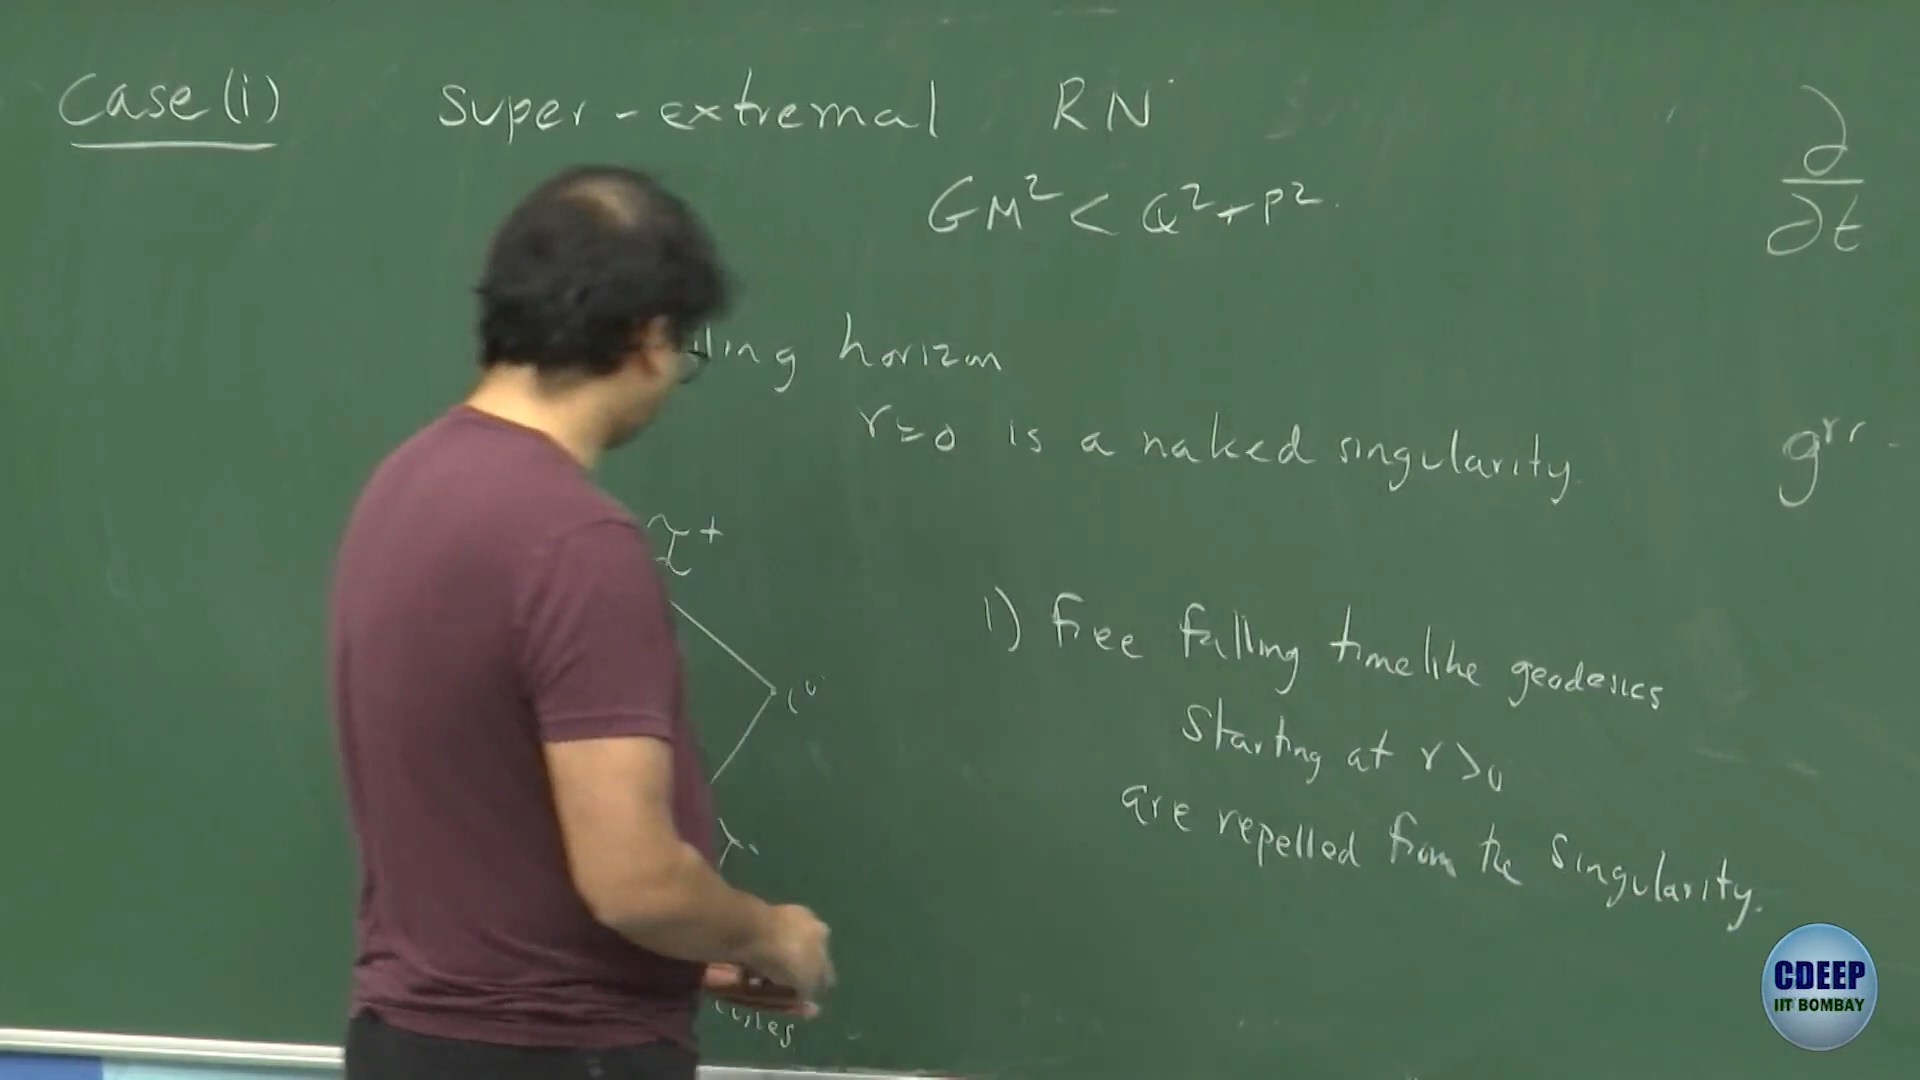 Case (i) Super-extremal RN
GM² < Q² + P²
∂/∂t
horizon
r=0 is a naked singularity.
g^{rr}
I⁺
i⁰
1) Free falling timelike geodesics
starting at r>0
are repelled from the singularity.
CDEEP
IIT BOMBAY